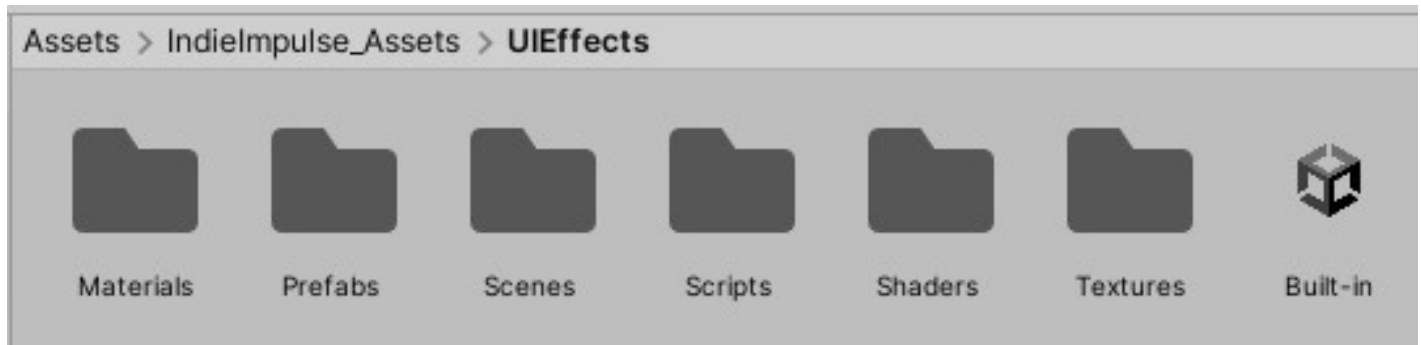 Assets > IndieImpulse_Assets > UIEffects
Materials Prefabs Scenes Scripts Shaders Textures Built-in